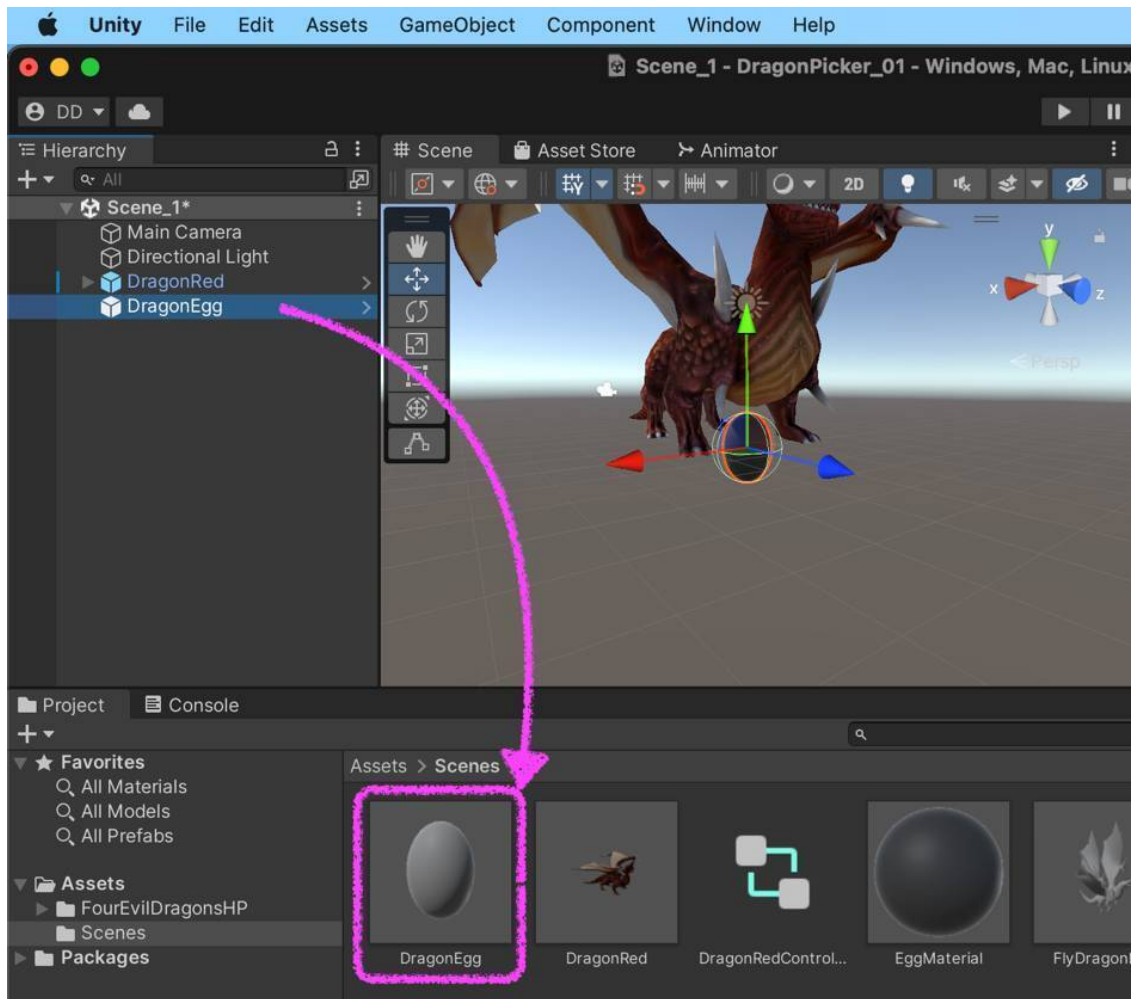 Unity File Edit Assets GameObject Component Window Help
Scene_1 - DragonPicker_01 - Windows, Mac, Linux
DD
Hierarchy
# Scene Asset Store Animator
All
2D
Scene_1*
Main Camera
Directional Light
DragonRed
DragonEgg
y
x
z
Persp
Project Console
Favorites
All Materials
All Models
All Prefabs
Assets
FourEvilDragonsHP
Scenes
Packages
Assets > Scenes
DragonEgg DragonRed DragonRedControl... EggMaterial